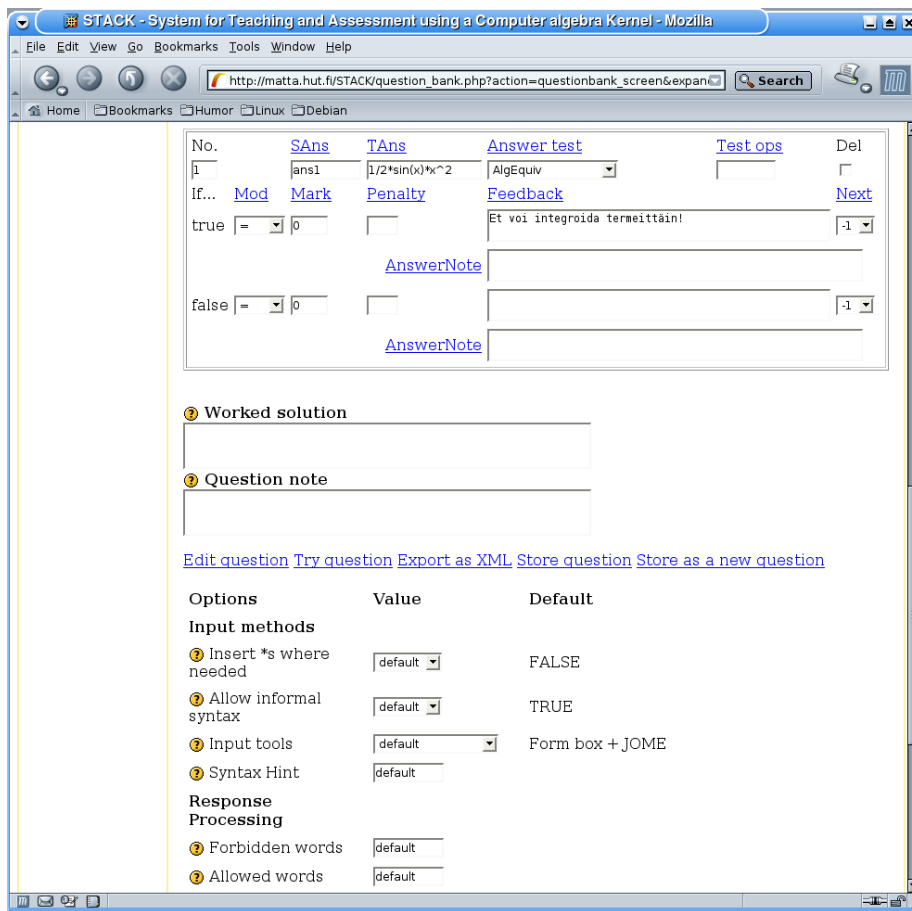 STACK - System for Teaching and Assessment using a Computer algebra Kernel - Mozilla
File Edit View Go Bookmarks Tools Window Help
http://matta.hut.fi/STACK/question_bank.php?action=questionbank_screen&expan Search
Home Bookmarks Humor Linux Debian
No. SAns TAns Answer test Test ops Del
1 ans1 1/2*sin(x)*x^2 AlgEquiv
If... Mod Mark Penalty Feedback Next
true = 0 Et voi integroida termeittäin! -1
AnswerNote
false = 0 -1
AnswerNote
Worked solution
Question note
Edit question Try question Export as XML Store question Store as a new question
Options Value Default
Input methods
Insert *s where needed default FALSE
Allow informal syntax default TRUE
Input tools default Form box + JOME
Syntax Hint default
Response
Processing
Forbidden words default
Allowed words default